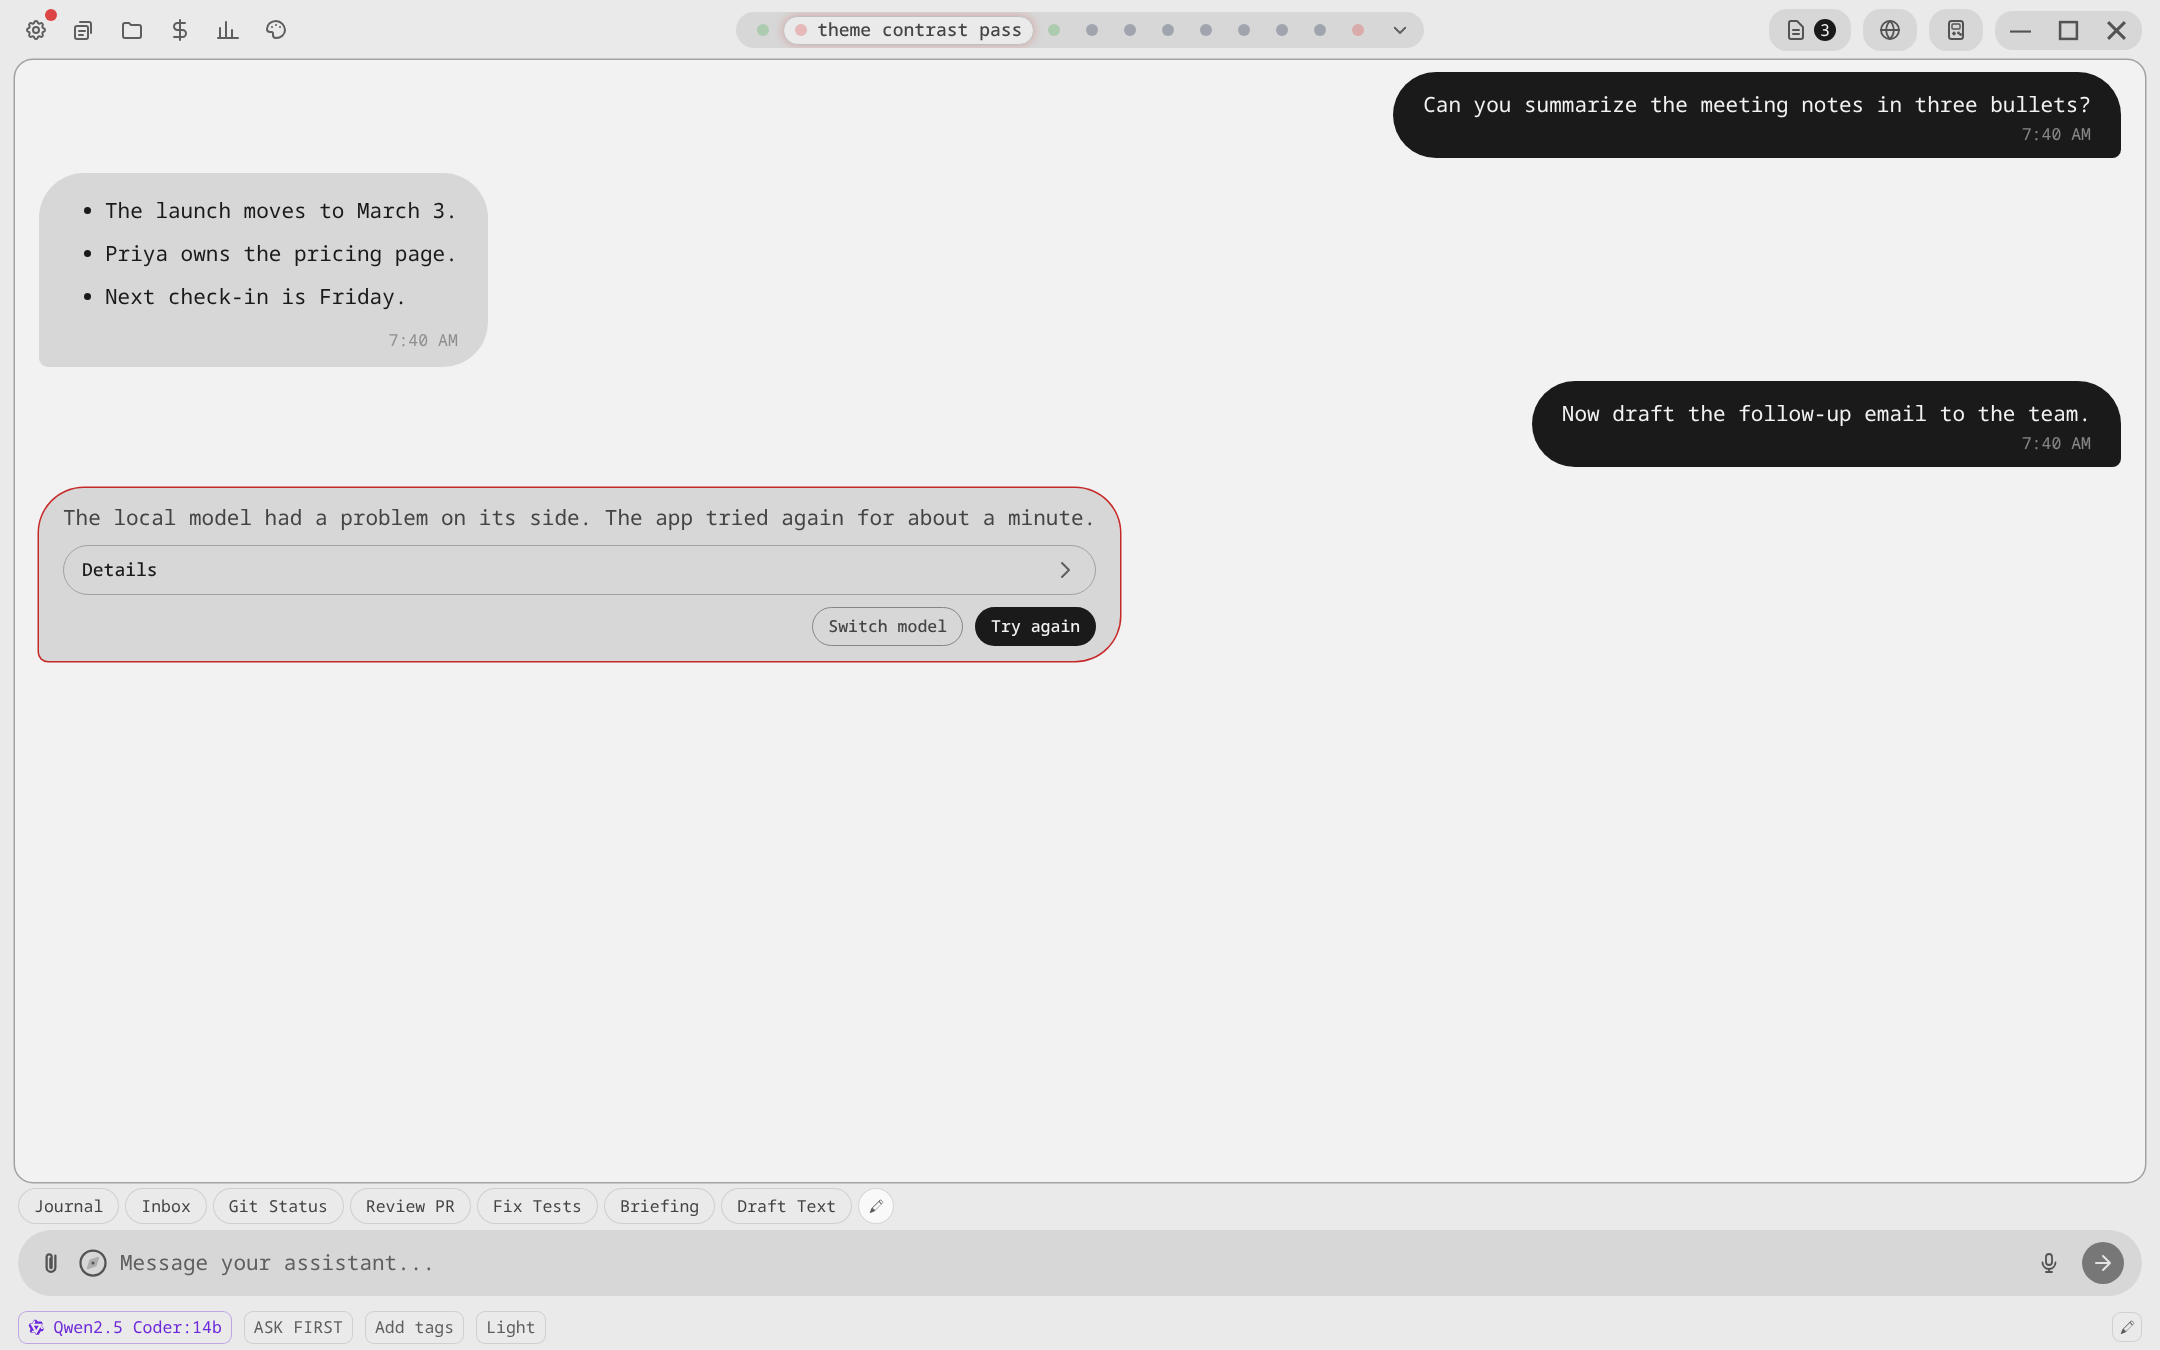 theme contrast pass
3
Can you summarize the meeting notes in three bullets?
7:40 AM
• The launch moves to March 3.
• Priya owns the pricing page.
• Next check-in is Friday.
7:40 AM
Now draft the follow-up email to the team.
7:40 AM
The local model had a problem on its side. The app tried again for about a minute.
Details
Switch model Try again
Journal Inbox Git Status Review PR Fix Tests Briefing Draft Text
Message your assistant...
Qwen2.5 Coder:14b ASK FIRST Add tags Light